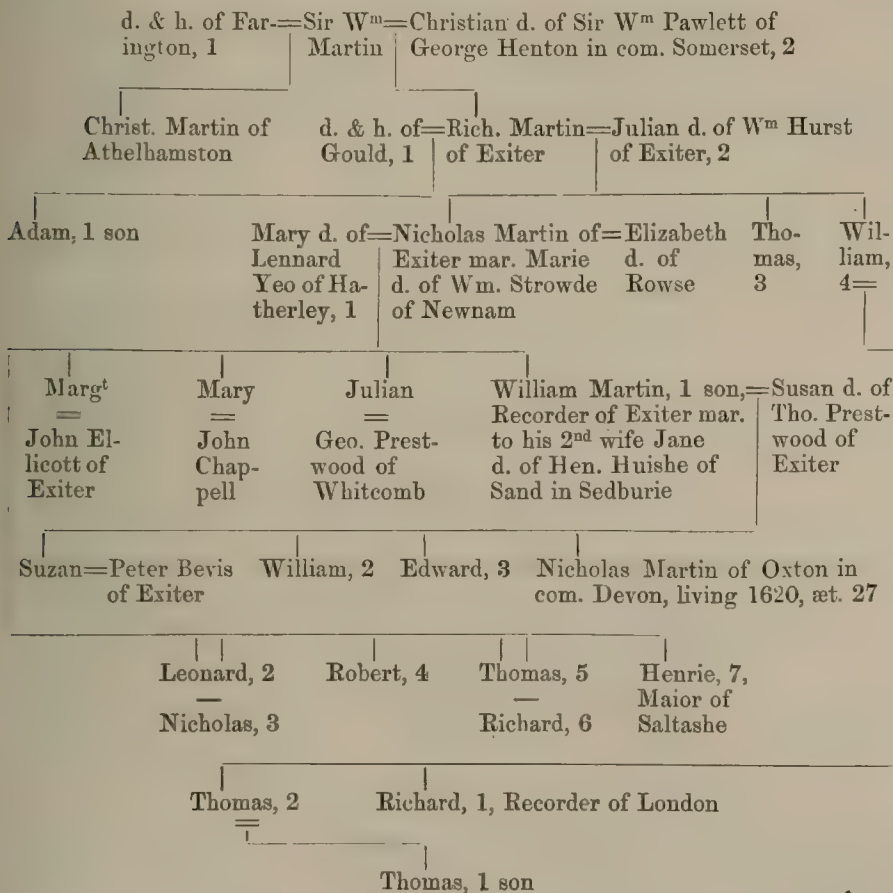 d. & h. of Far-=Sir Wᵐ=Christian d. of Sir Wᵐ Pawlett of
ington, 1 Martin George Henton in com. Somerset, 2
Christ. Martin of d. & h. of=Rich. Martin=Julian d. of Wᵐ Hurst
Athelhamston Gould, 1 of Exiter of Exiter, 2
Adam, 1 son Mary d. of=Nicholas Martin of=Elizabeth Tho- Wil-
Lennard Exiter mar. Marie d. of mas, liam,
Yeo of Ha- d. of Wm. Strowde Rowse 3 4=
therley, 1 of Newnam
Margᵗ Mary Julian William Martin, 1 son,=Susan d. of
= = = Recorder of Exiter mar. Tho. Prest-
John El- John Geo. Prest- to his 2ⁿᵈ wife Jane wood of
licott of Chap- wood of d. of Hen. Huishe of Exiter
Exiter pell Whitcomb Sand in Sedburie
Suzan=Peter Bevis William, 2 Edward, 3 Nicholas Martin of Oxton in
of Exiter com. Devon, living 1620, æt. 27
Leonard, 2 Robert, 4 Thomas, 5 Henrie, 7,
— — Maior of
Nicholas, 3 Richard, 6 Saltashe
Thomas, 2 Richard, 1, Recorder of London
=
Thomas, 1 son